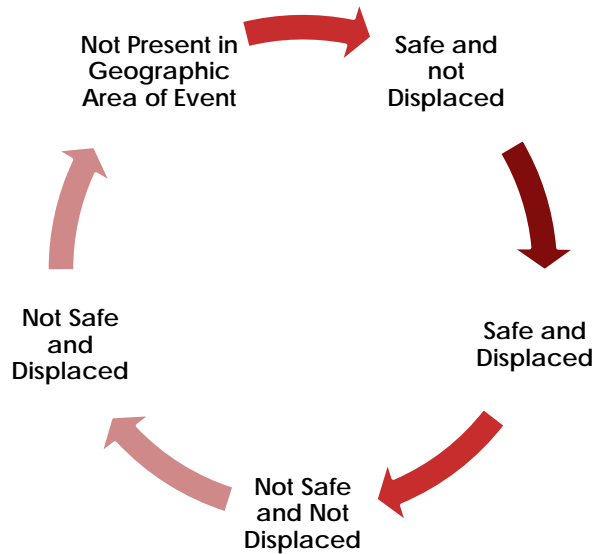 Not Present in
Geographic
Area of Event
Safe and
not
Displaced
Safe and
Displaced
Not Safe
and Not
Displaced
Not Safe
and
Displaced